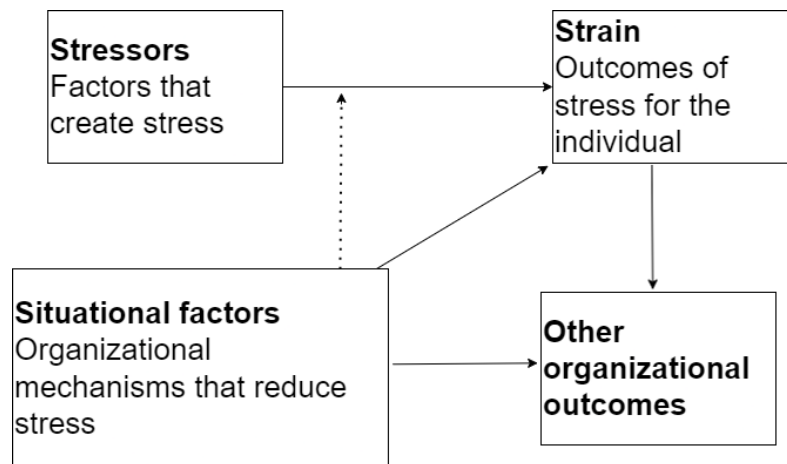 Stressors
Factors that
create stress
Strain
Outcomes of
stress for the
individual
Situational factors
Organizational
mechanisms that reduce
stress
Other
organizational
outcomes